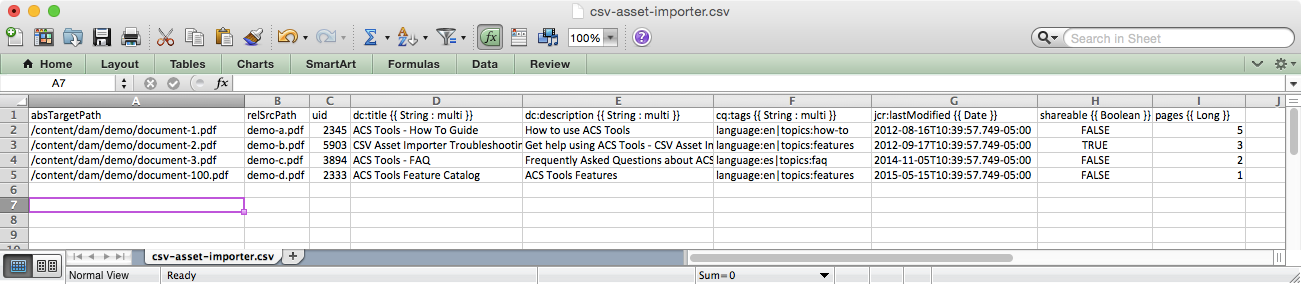 csv-asset-importer.csv
100%
Search in Sheet
Home Layout Tables Charts SmartArt Formulas Data Review
A7 fx
A B C D E F G H I J
1 absTargetPath relSrcPath uid dc:title {{ String : multi }} dc:description {{ String : multi }} cq:tags {{ String : multi }} jcr:lastModified {{ Date }} shareable {{ Boolean }} pages {{ Long }}
2 /content/dam/demo/document-1.pdf demo-a.pdf 2345 ACS Tools - How To Guide How to use ACS Tools language:en|topics:how-to 2012-08-16T10:39:57.749-05:00 FALSE 5
3 /content/dam/demo/document-2.pdf demo-b.pdf 5903 CSV Asset Importer Troubleshootin Get help using ACS Tools - CSV Asset In language:en|topics:features 2012-09-17T10:39:57.749-05:00 TRUE 3
4 /content/dam/demo/document-3.pdf demo-c.pdf 3894 ACS Tools - FAQ Frequently Asked Questions about ACS language:es|topics:faq 2014-11-05T10:39:57.749-05:00 FALSE 2
5 /content/dam/demo/document-100.pdf demo-d.pdf 2333 ACS Tools Feature Catalog ACS Tools Features language:en|topics:features 2015-05-15T10:39:57.749-05:00 FALSE 1
6
7
8
9
10
csv-asset-importer.csv
Normal View Ready Sum=0